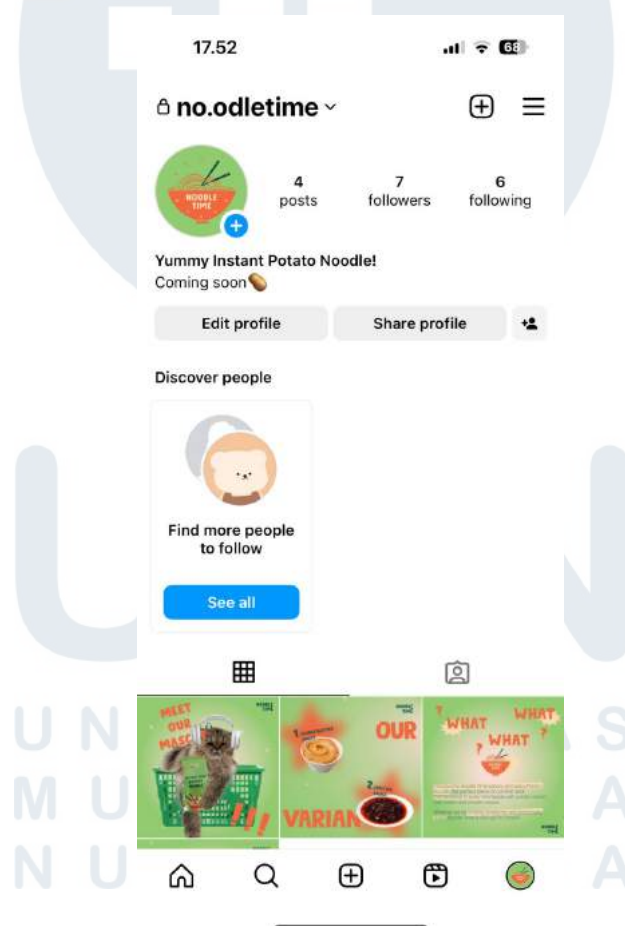 17.52
68
no.odletime
NOODLE
TIME
4 7 6
posts followers following
Yummy Instant Potato Noodle!
Coming soon
Edit profile Share profile
Discover people
Find more people
to follow
See all
MEET
OUR
MASC
1
OUR
2
VARIAN
? WHAT WHAT
? WHAT ?
U N S
M U A
N U A